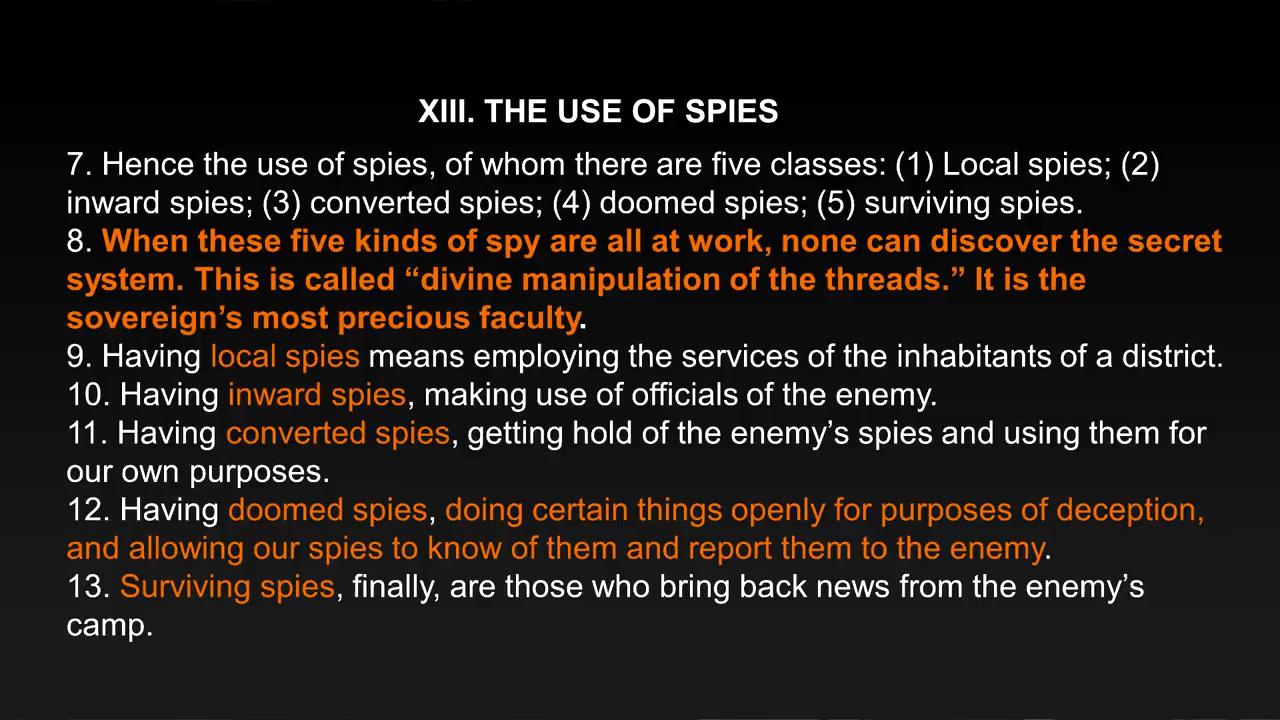 XIII. THE USE OF SPIES
7. Hence the use of spies, of whom there are five classes: (1) Local spies; (2)
inward spies; (3) converted spies; (4) doomed spies; (5) surviving spies.
8. When these five kinds of spy are all at work, none can discover the secret
system. This is called “divine manipulation of the threads.” It is the
sovereign’s most precious faculty.
9. Having local spies means employing the services of the inhabitants of a district.
10. Having inward spies, making use of officials of the enemy.
11. Having converted spies, getting hold of the enemy’s spies and using them for
our own purposes.
12. Having doomed spies, doing certain things openly for purposes of deception,
and allowing our spies to know of them and report them to the enemy.
13. Surviving spies, finally, are those who bring back news from the enemy’s
camp.